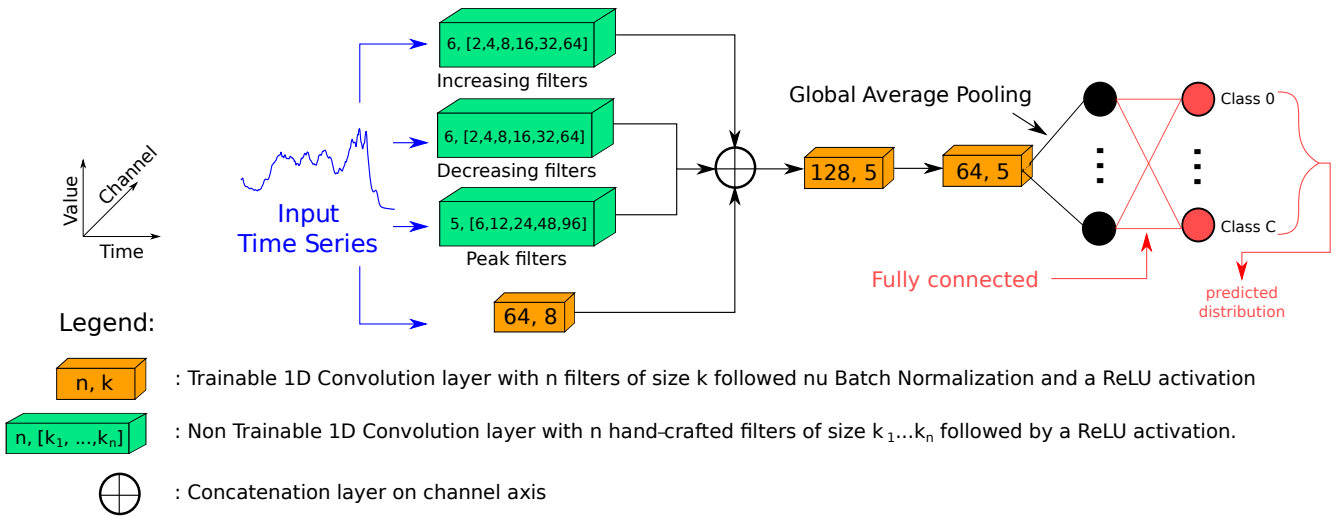 6, [2,4,8,16,32,64]
Increasing filters
6, [2,4,8,16,32,64]
Decreasing filters
5, [6,12,24,48,96]
Peak filters
64, 8
Input
Time Series
Value
Channel
Time
128, 5
64, 5
Global Average Pooling
Class 0
Class C
Fully connected
predicted
distribution
Legend:
n, k
: Trainable 1D Convolution layer with n filters of size k followed nu Batch Normalization and a ReLU activation
n, [k₁, ...,kₙ]
: Non Trainable 1D Convolution layer with n hand-crafted filters of size k₁...kₙ followed by a ReLU activation.
: Concatenation layer on channel axis